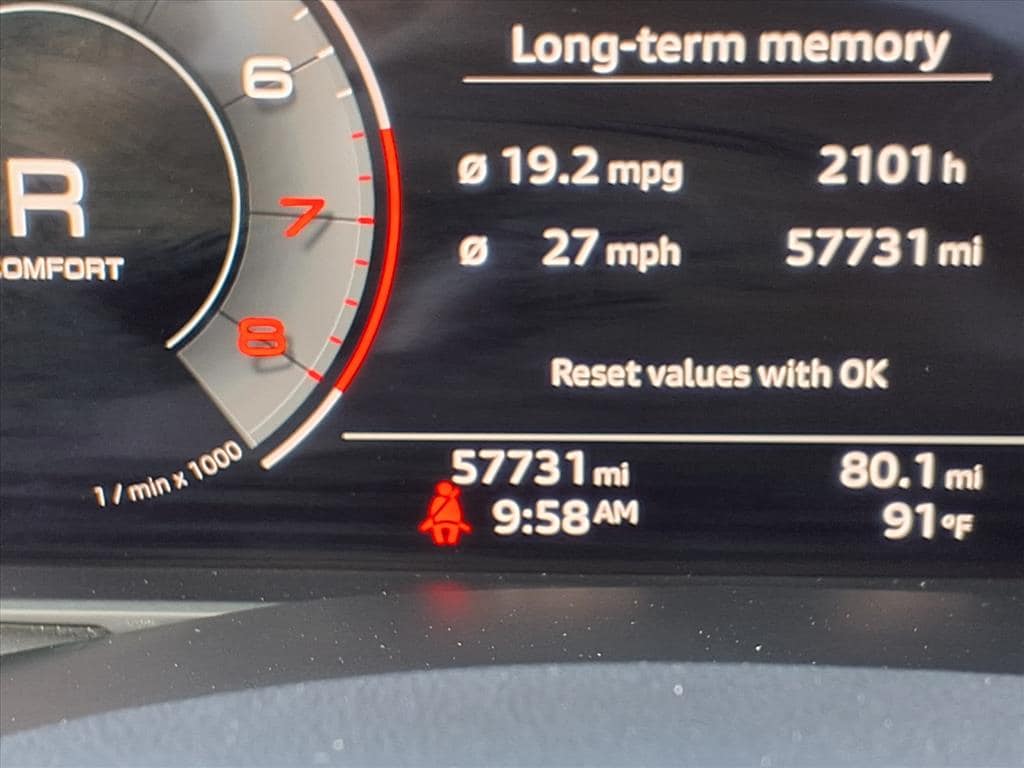 6
7
8
R
COMFORT
1 / min x 1000
Long-term memory
ø 19.2 mpg 2101 h
ø 27 mph 57731 mi
Reset values with OK
57731 mi 80.1 mi
9:58 AM 91 °F